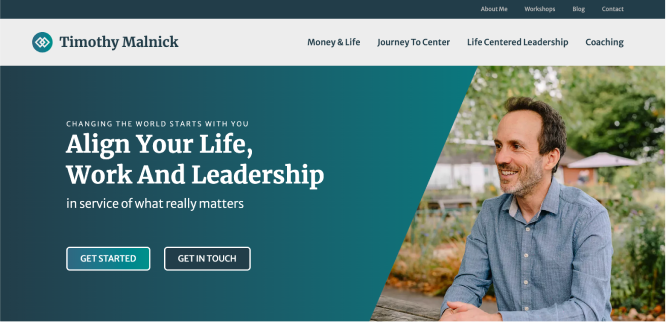 About Me Workshops Blog Contact
Timothy Malnick Money & Life Journey To Center Life Centered Leadership Coaching
CHANGING THE WORLD STARTS WITH YOU
Align Your Life,
Work And Leadership
in service of what really matters
GET STARTED GET IN TOUCH